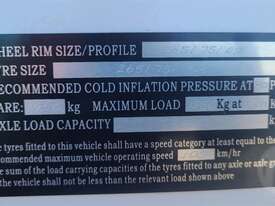 HEEL RIM SIZE/PROFILE
YRE SIZE 265/75
ECOMMENDED COLD INFLATION PRESSURE AT
ARE: kg MAXIMUM LOAD Kg at
XLE LOAD CAPACITY
e tyres fitted to this vehicle shall have a speed category at least equal to the
commended maximum vehicle operating speed km/hr
e sum of the load carrying capacities of the tyres fitted to any axle or axle gr
the vehicle shall not be less than the relevant load shown above